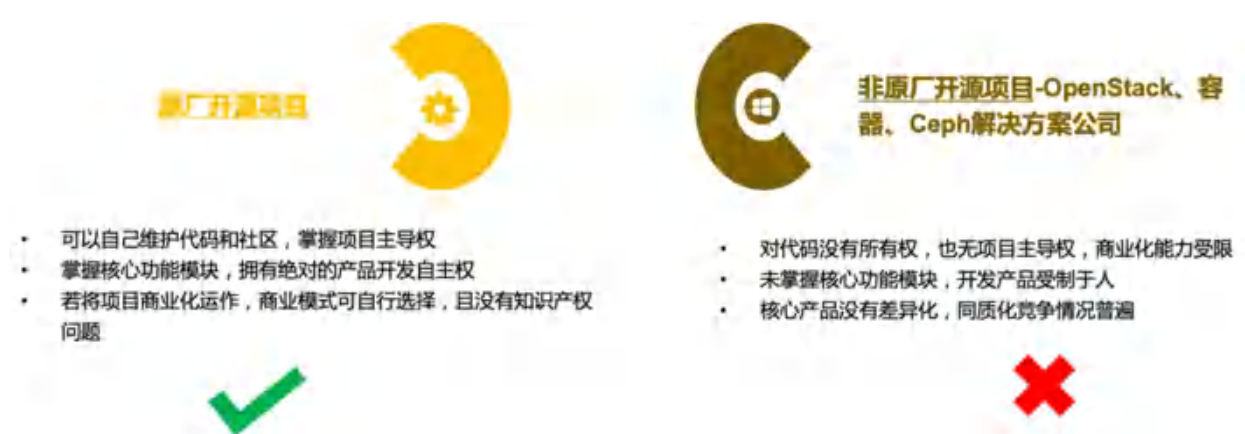 原厂开源项目
• 可以自己维护代码和社区，掌握项目主导权
• 掌握核心功能模块，拥有绝对的产品开发自主权
• 若将项目商业化运作，商业模式可自行选择，且没有知识产权
问题
非原厂开源项目-OpenStack、容
器、Ceph解决方案公司
• 对代码没有所有权，也无项目主导权，商业化能力受限
• 未掌握核心功能模块，开发产品受制于人
• 核心产品没有差异化，同质化竞争情况普遍